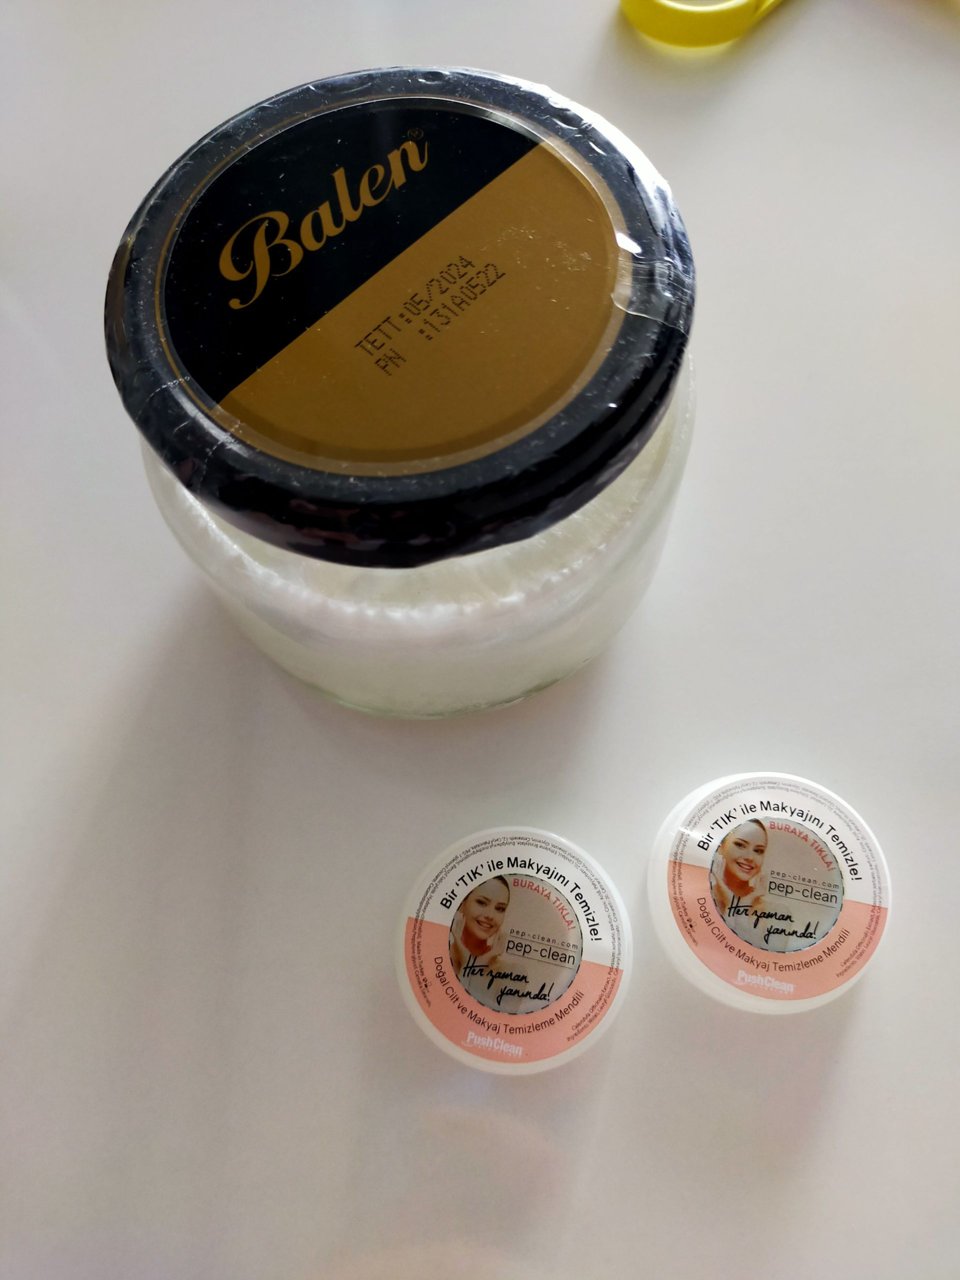 Balen®
TETT:05/2024
PN :131A0522
Bir 'TIK' ile Makyajını Temizle!
BURAYA TIKLA!
pep-clean.com
pep-clean
Her zaman
yanında!
Doğal Cilt ve Makyaj Temizleme Mendili
PushClean
Bir 'TIK' ile Makyajını Temizle!
BURAYA TIKLA!
pep-clean.com
pep-clean
Her zaman
yanında!
Doğal Cilt ve Makyaj Temizleme Mendili
PushClean